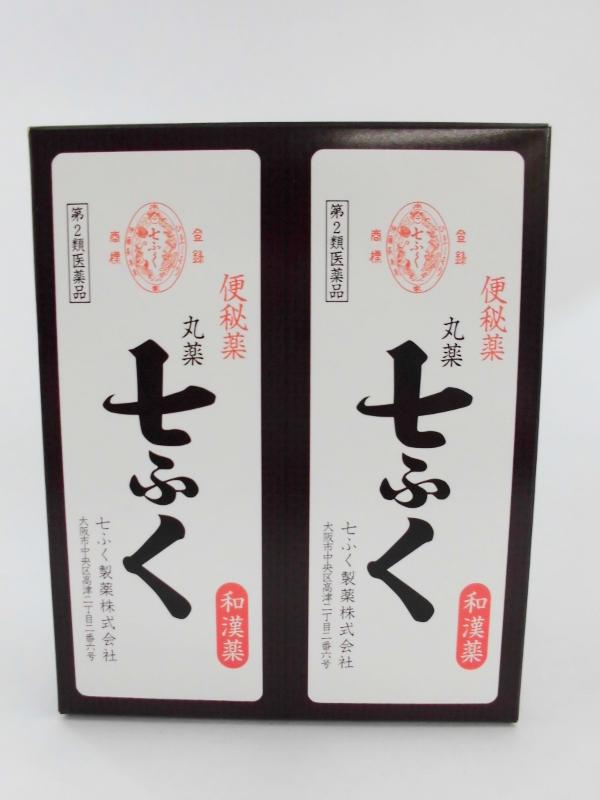 便秘薬
丸薬
七ふく
登録
商標
七ふく
第2類医薬品
和漢薬
七ふく製薬株式会社
大阪市中央区高津二丁目二番六号
便秘薬
丸薬
七ふく
登録
商標
七ふく
第2類医薬品
和漢薬
七ふく製薬株式会社
大阪市中央区高津二丁目二番六号